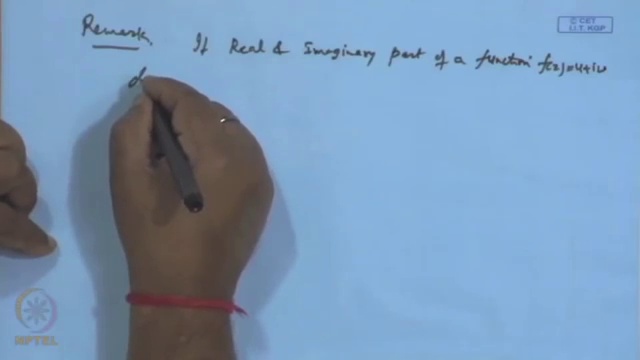 Remark. If Real & Imaginary part of a function f(z)=u+iv
© CET
I.I.T. KGP
NPTEL